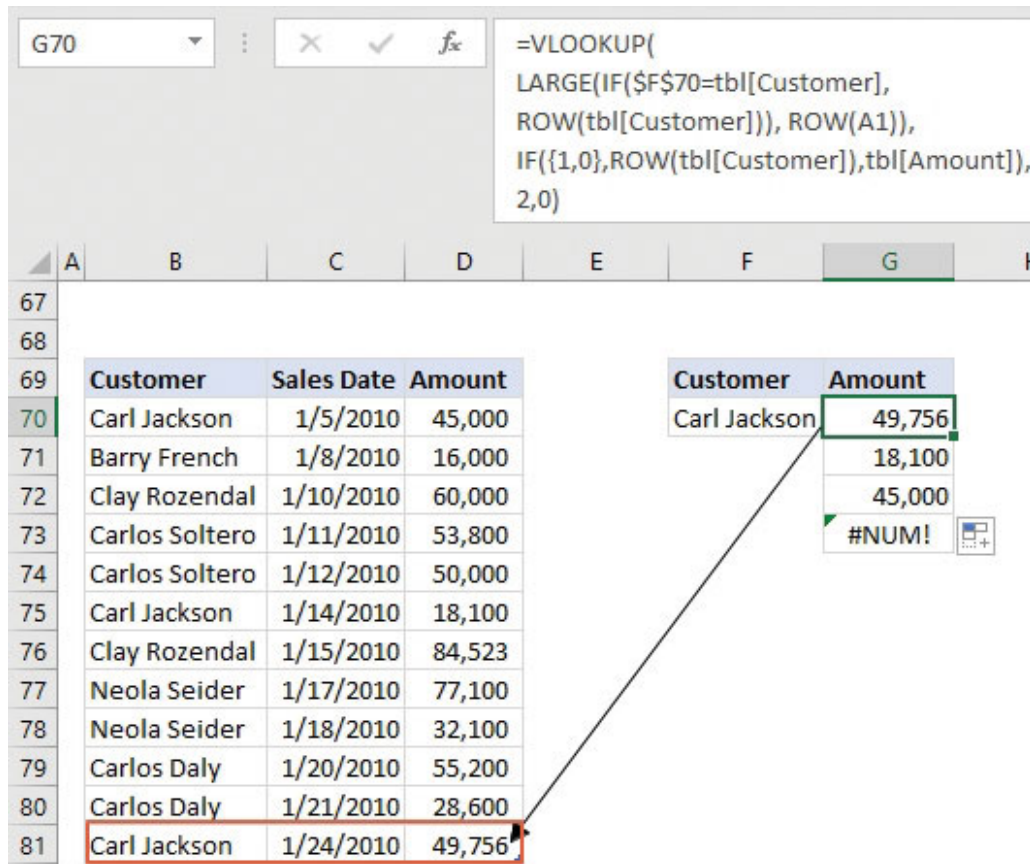 G70 fx =VLOOKUP(
LARGE(IF($F$70=tbl[Customer],
ROW(tbl[Customer])), ROW(A1)),
IF({1,0},ROW(tbl[Customer]),tbl[Amount]),
2,0)
A B C D E F G
67
68
69 Customer Sales Date Amount Customer Amount
70 Carl Jackson 1/5/2010 45,000 Carl Jackson 49,756
71 Barry French 1/8/2010 16,000 18,100
72 Clay Rozendal 1/10/2010 60,000 45,000
73 Carlos Soltero 1/11/2010 53,800 #NUM!
74 Carlos Soltero 1/12/2010 50,000
75 Carl Jackson 1/14/2010 18,100
76 Clay Rozendal 1/15/2010 84,523
77 Neola Seider 1/17/2010 77,100
78 Neola Seider 1/18/2010 32,100
79 Carlos Daly 1/20/2010 55,200
80 Carlos Daly 1/21/2010 28,600
81 Carl Jackson 1/24/2010 49,756